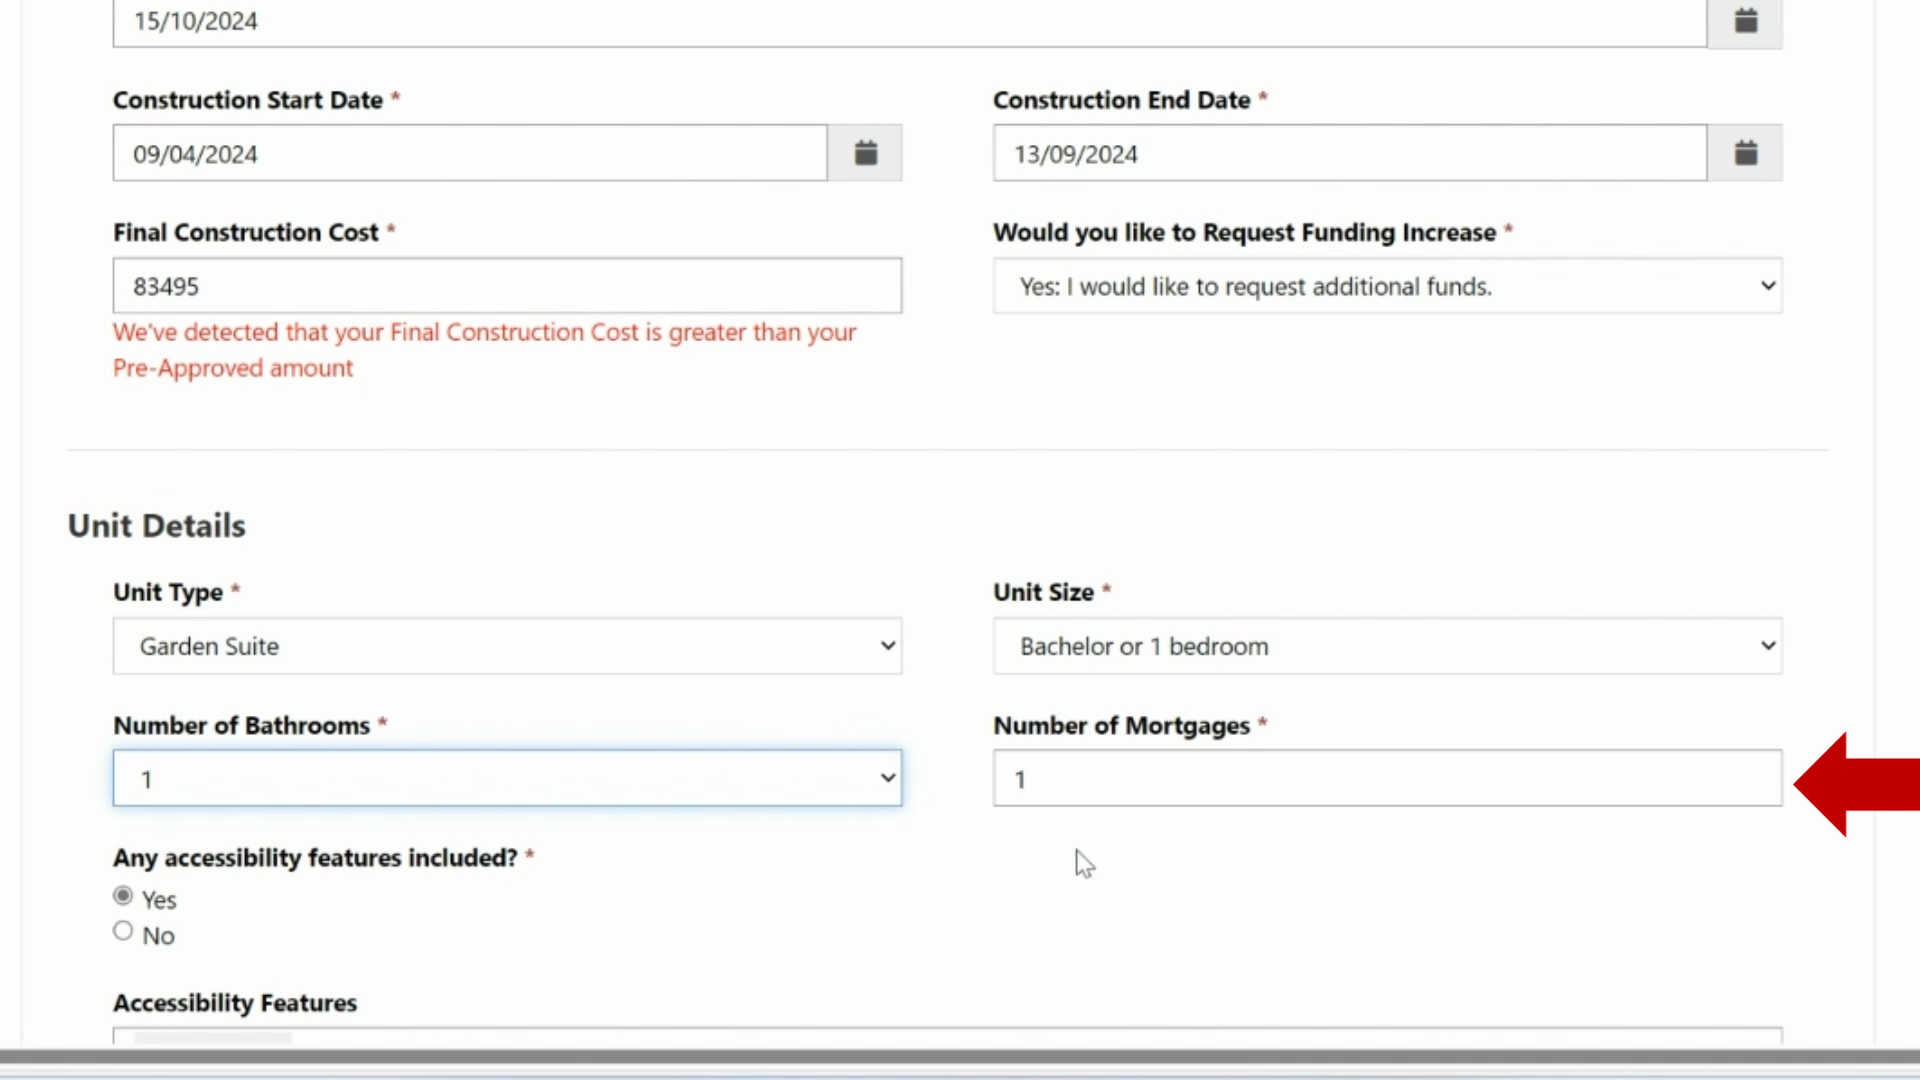 15/10/2024
Construction Start Date *
Construction End Date *
09/04/2024
13/09/2024
Final Construction Cost *
Would you like to Request Funding Increase *
83495
Yes: I would like to request additional funds.
We've detected that your Final Construction Cost is greater than your
Pre-Approved amount
Unit Details
Unit Type *
Unit Size *
Garden Suite
Bachelor or 1 bedroom
Number of Bathrooms *
Number of Mortgages *
1
1
Any accessibility features included? *
Yes
No
Accessibility Features